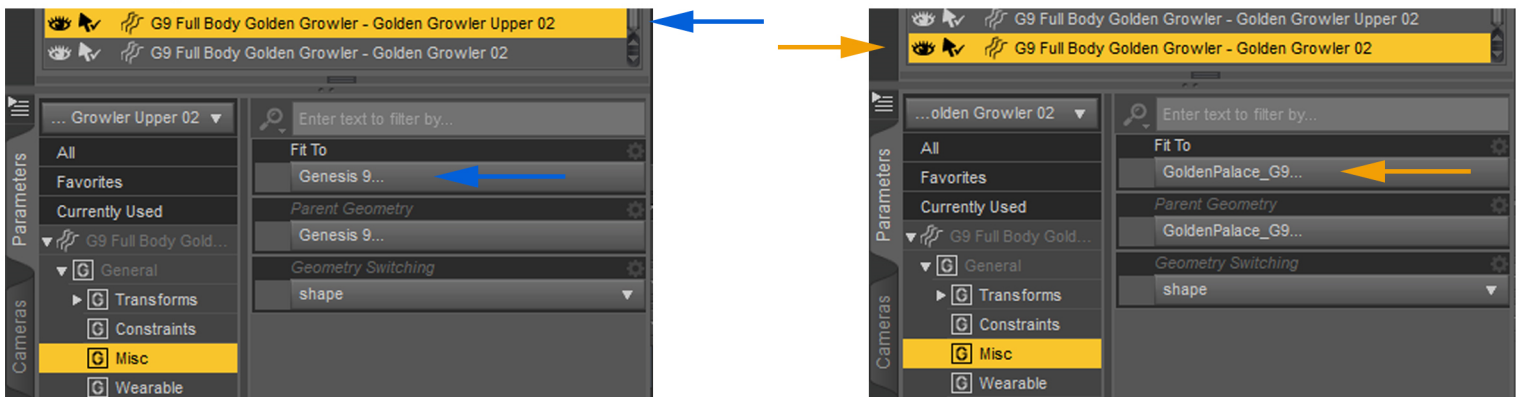 G9 Full Body Golden Growler - Golden Growler Upper 02
G9 Full Body Golden Growler - Golden Growler 02
... Growler Upper 02
Enter text to filter by...
All
Favorites
Currently Used
G9 Full Body Gold...
G General
G Transforms
G Constraints
G Misc
G Wearable
Fit To
Genesis 9...
Parent Geometry
Genesis 9...
Geometry Switching
shape
Parameters
Cameras
G9 Full Body Golden Growler - Golden Growler Upper 02
G9 Full Body Golden Growler - Golden Growler 02
...olden Growler 02
Enter text to filter by...
All
Favorites
Currently Used
G9 Full Body Gold...
G General
G Transforms
G Constraints
G Misc
G Wearable
Fit To
GoldenPalace_G9...
Parent Geometry
GoldenPalace_G9...
Geometry Switching
shape
Parameters
Cameras